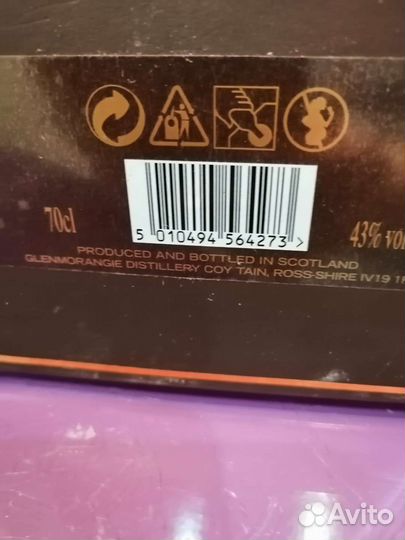 70cl
5 010494 564273 >
43% vol
PRODUCED AND BOTTLED IN SCOTLAND
GLENMORANGIE DISTILLERY COY TAIN, ROSS-SHIRE IV19 1
Avito